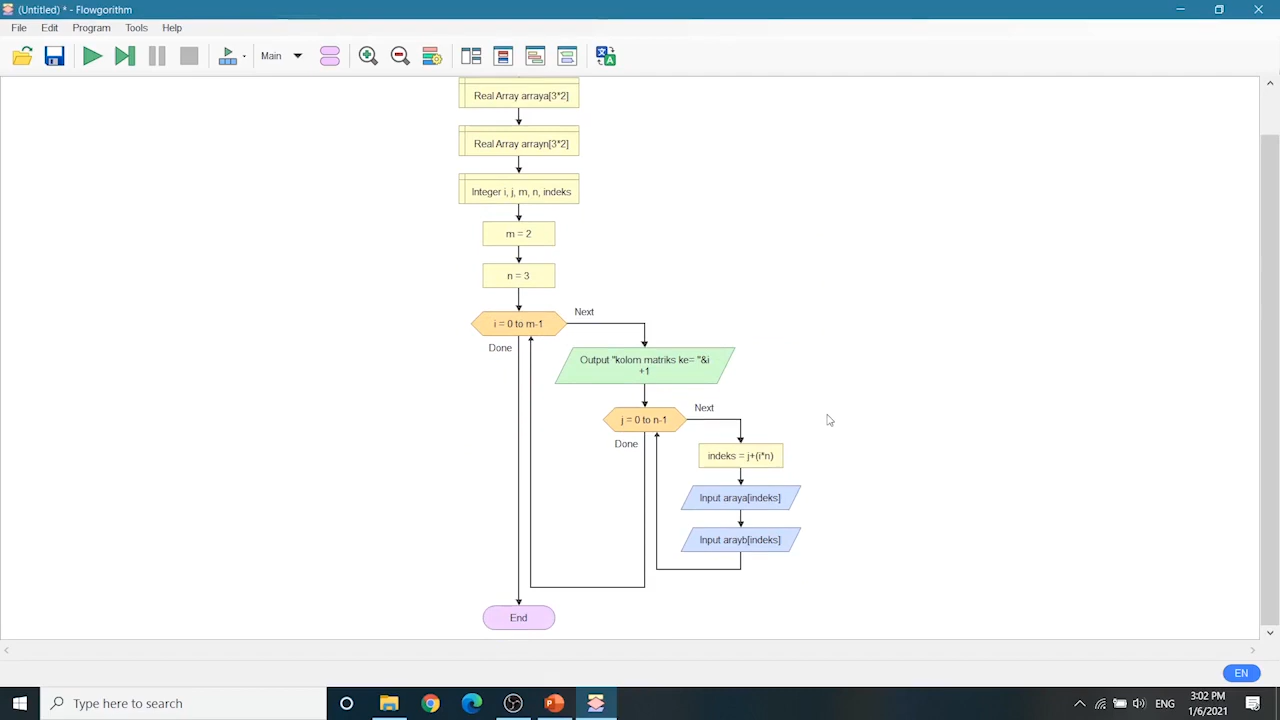 (Untitled) * - Flowgorithm
File Edit Program Tools Help
Main
Real Array arraya[3*2]
Real Array arrayn[3*2]
Integer i, j, m, n, indeks
m = 2
n = 3
i = 0 to m-1
Next
Done
Output "kolom matriks ke= "&i
+1
j = 0 to n-1
Next
Done
indeks = j+(i*n)
Input araya[indeks]
Input arayb[indeks]
End
EN
Type here to search
ENG
3:02 PM
1/6/2021